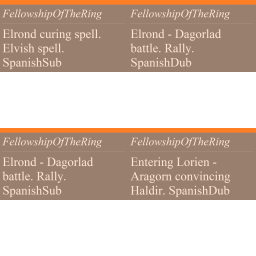 FellowshipOfTheRing
Elrond curing spell.
Elvish spell.
SpanishSub
FellowshipOfTheRing
Elrond - Dagorlad
battle. Rally.
SpanishDub
FellowshipOfTheRing
Elrond - Dagorlad
battle. Rally.
SpanishSub
FellowshipOfTheRing
Entering Lorien -
Aragorn convincing
Haldir. SpanishDub